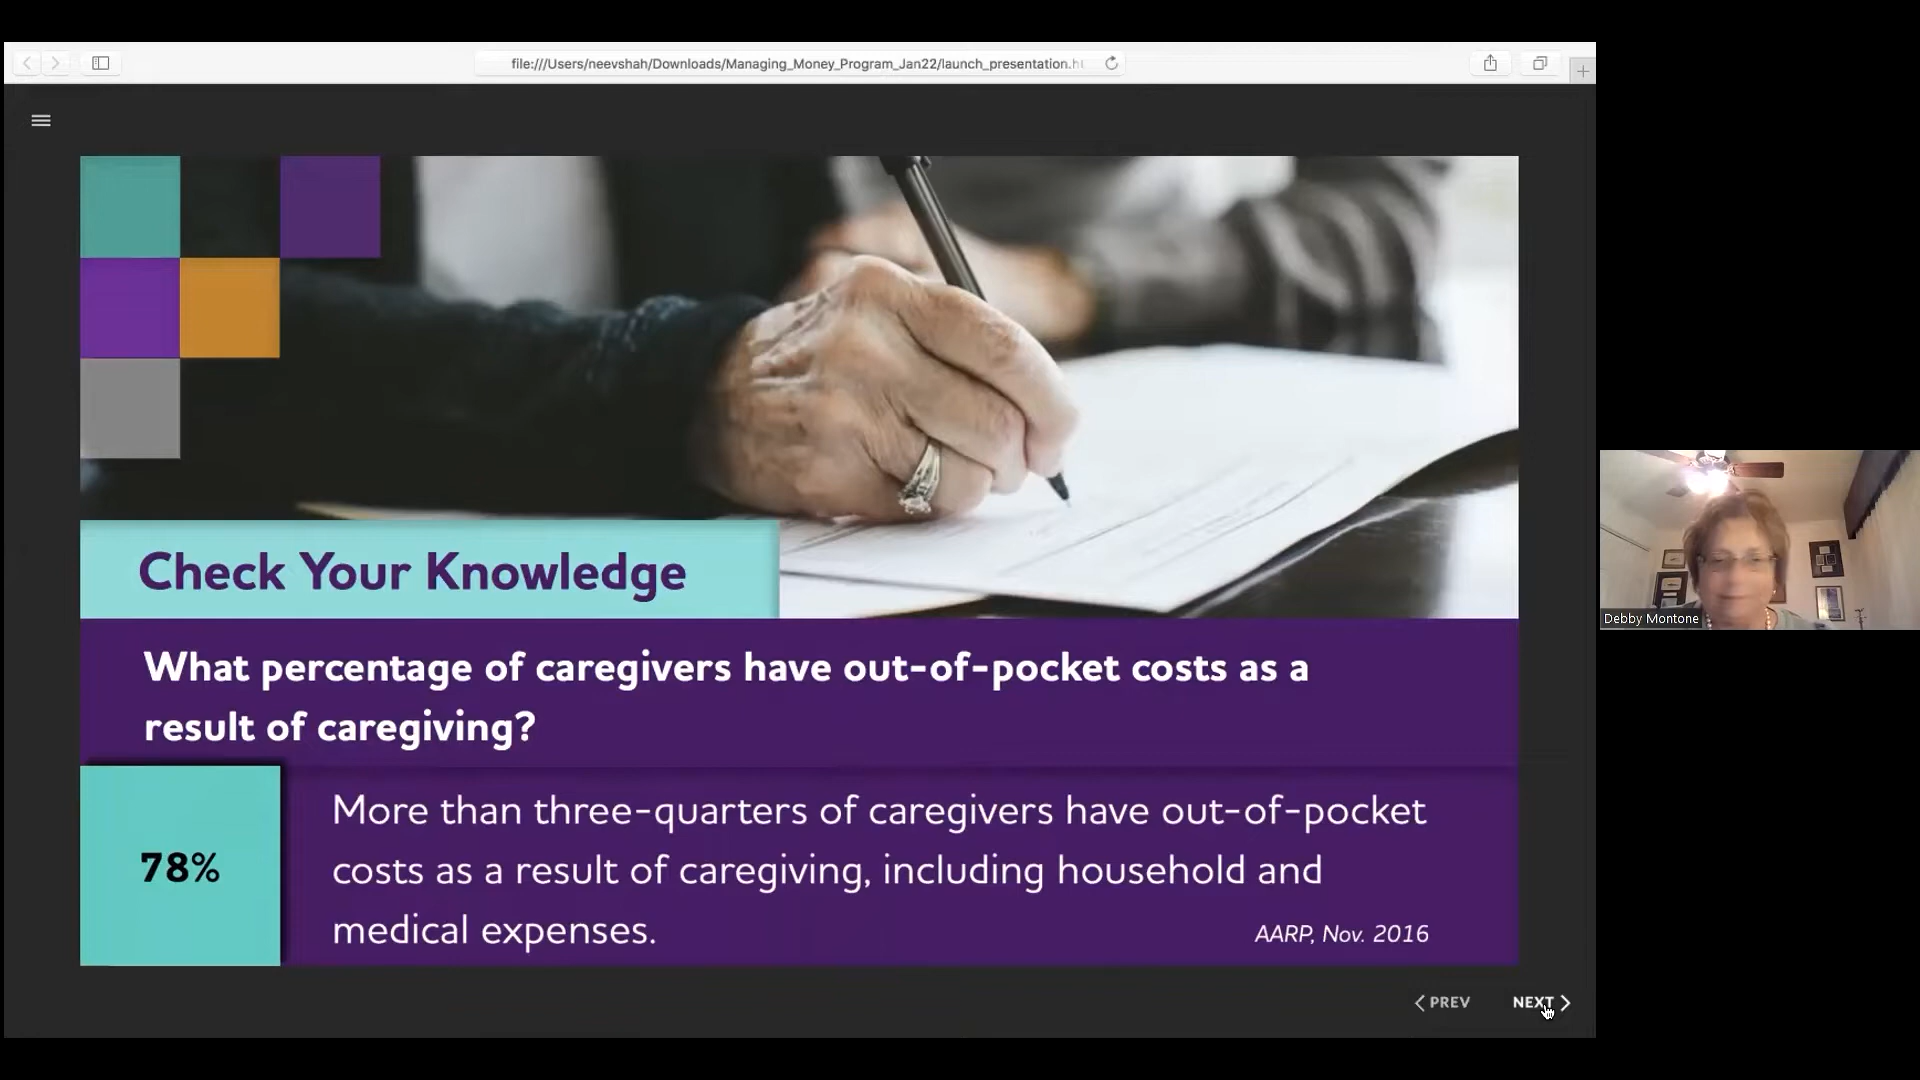 file:///Users/neevshah/Downloads/Managing_Money_Program_Jan22/launch_presentation.h
Check Your Knowledge
What percentage of caregivers have out-of-pocket costs as a
result of caregiving?
78%
More than three-quarters of caregivers have out-of-pocket
costs as a result of caregiving, including household and
medical expenses.
AARP, Nov. 2016
PREV
NEXT
Debby Montone